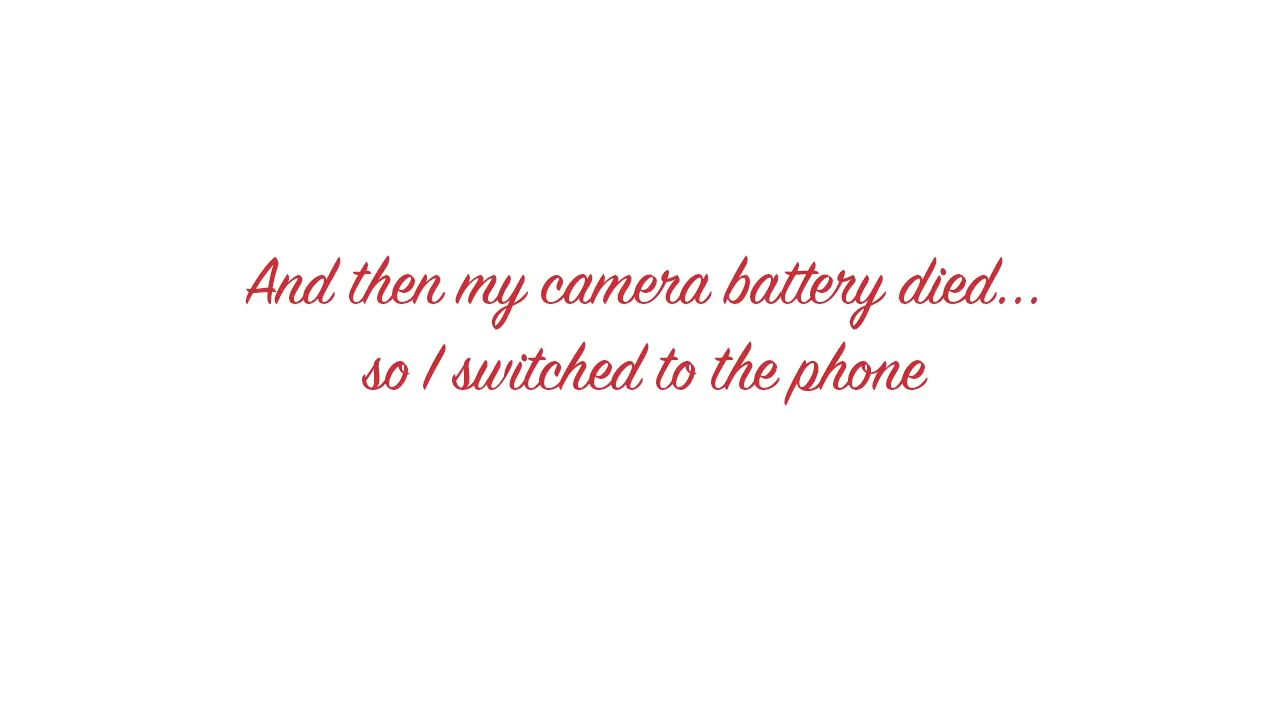 And then my camera battery died...
so I switched to the phone